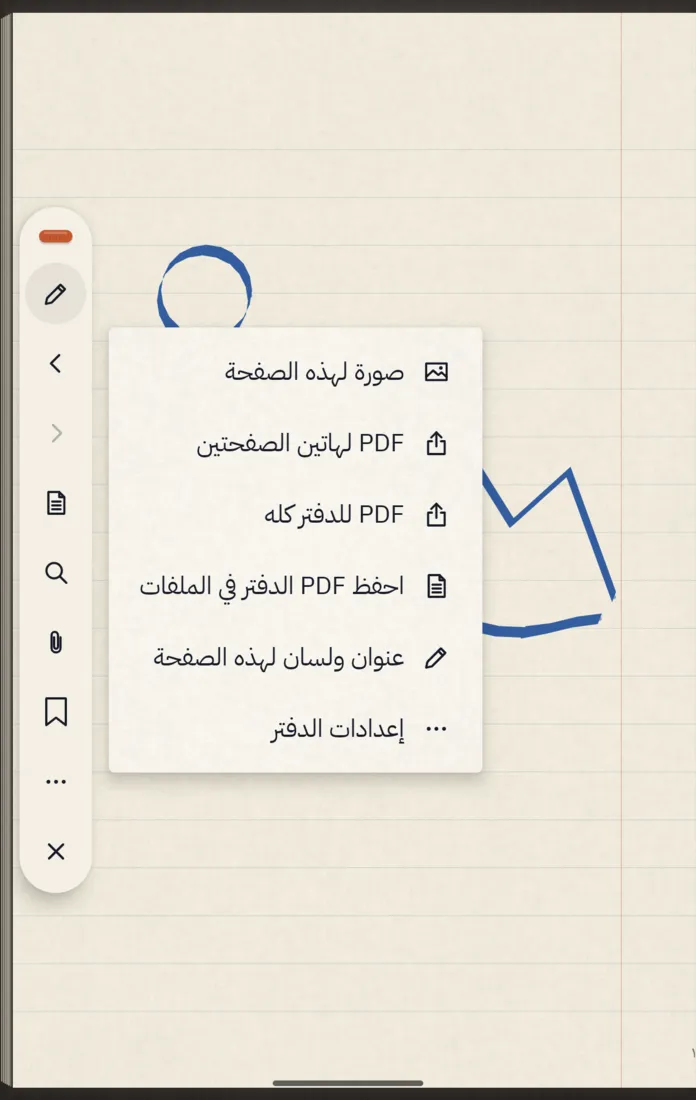 صورة لهذه الصفحة
PDF لهاتين الصفحتين
PDF للدفتر كله
احفظ PDF الدفتر في الملفات
عنوان ولسان لهذه الصفحة
إعدادات الدفتر